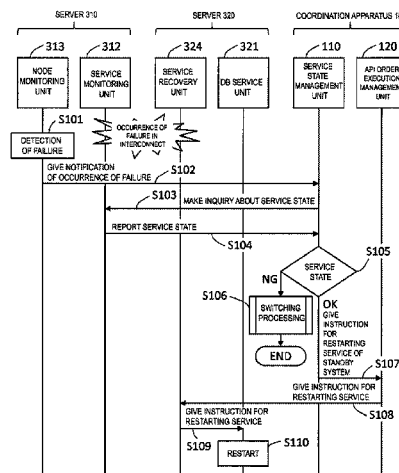 SERVER 310
SERVER 320
COORDINATION APPARATUS 1
313
312
324
321
110
120
NODE
MONITORING
UNIT
SERVICE
MONITORING
UNIT
SERVICE
RECOVERY
UNIT
DB SERVICE
UNIT
SERVICE
STATE
MANAGEMENT
UNIT
API ORDER
EXECUTION
MANAGEMENT
UNIT
S101
DETECTION
OF FAILURE
OCCURRENCE OF
FAILURE IN
INTERCONNECT
GIVE NOTIFICATION
OF OCCURRENCE OF FAILURE
S102
S103
MAKE INQUIRY ABOUT SERVICE STATE
REPORT SERVICE STATE
S104
S105
SERVICE
STATE
NG
S106
SWITCHING
PROCESSING
END
OK
GIVE
INSTRUCTION
FOR
RESTARTING
SERVICE OF
STANDBY
SYSTEM
S107
GIVE INSTRUCTION FOR
RESTARTING SERVICE
S108
GIVE INSTRUCTION FOR
RESTARTING SERVICE
S109
S110
RESTART